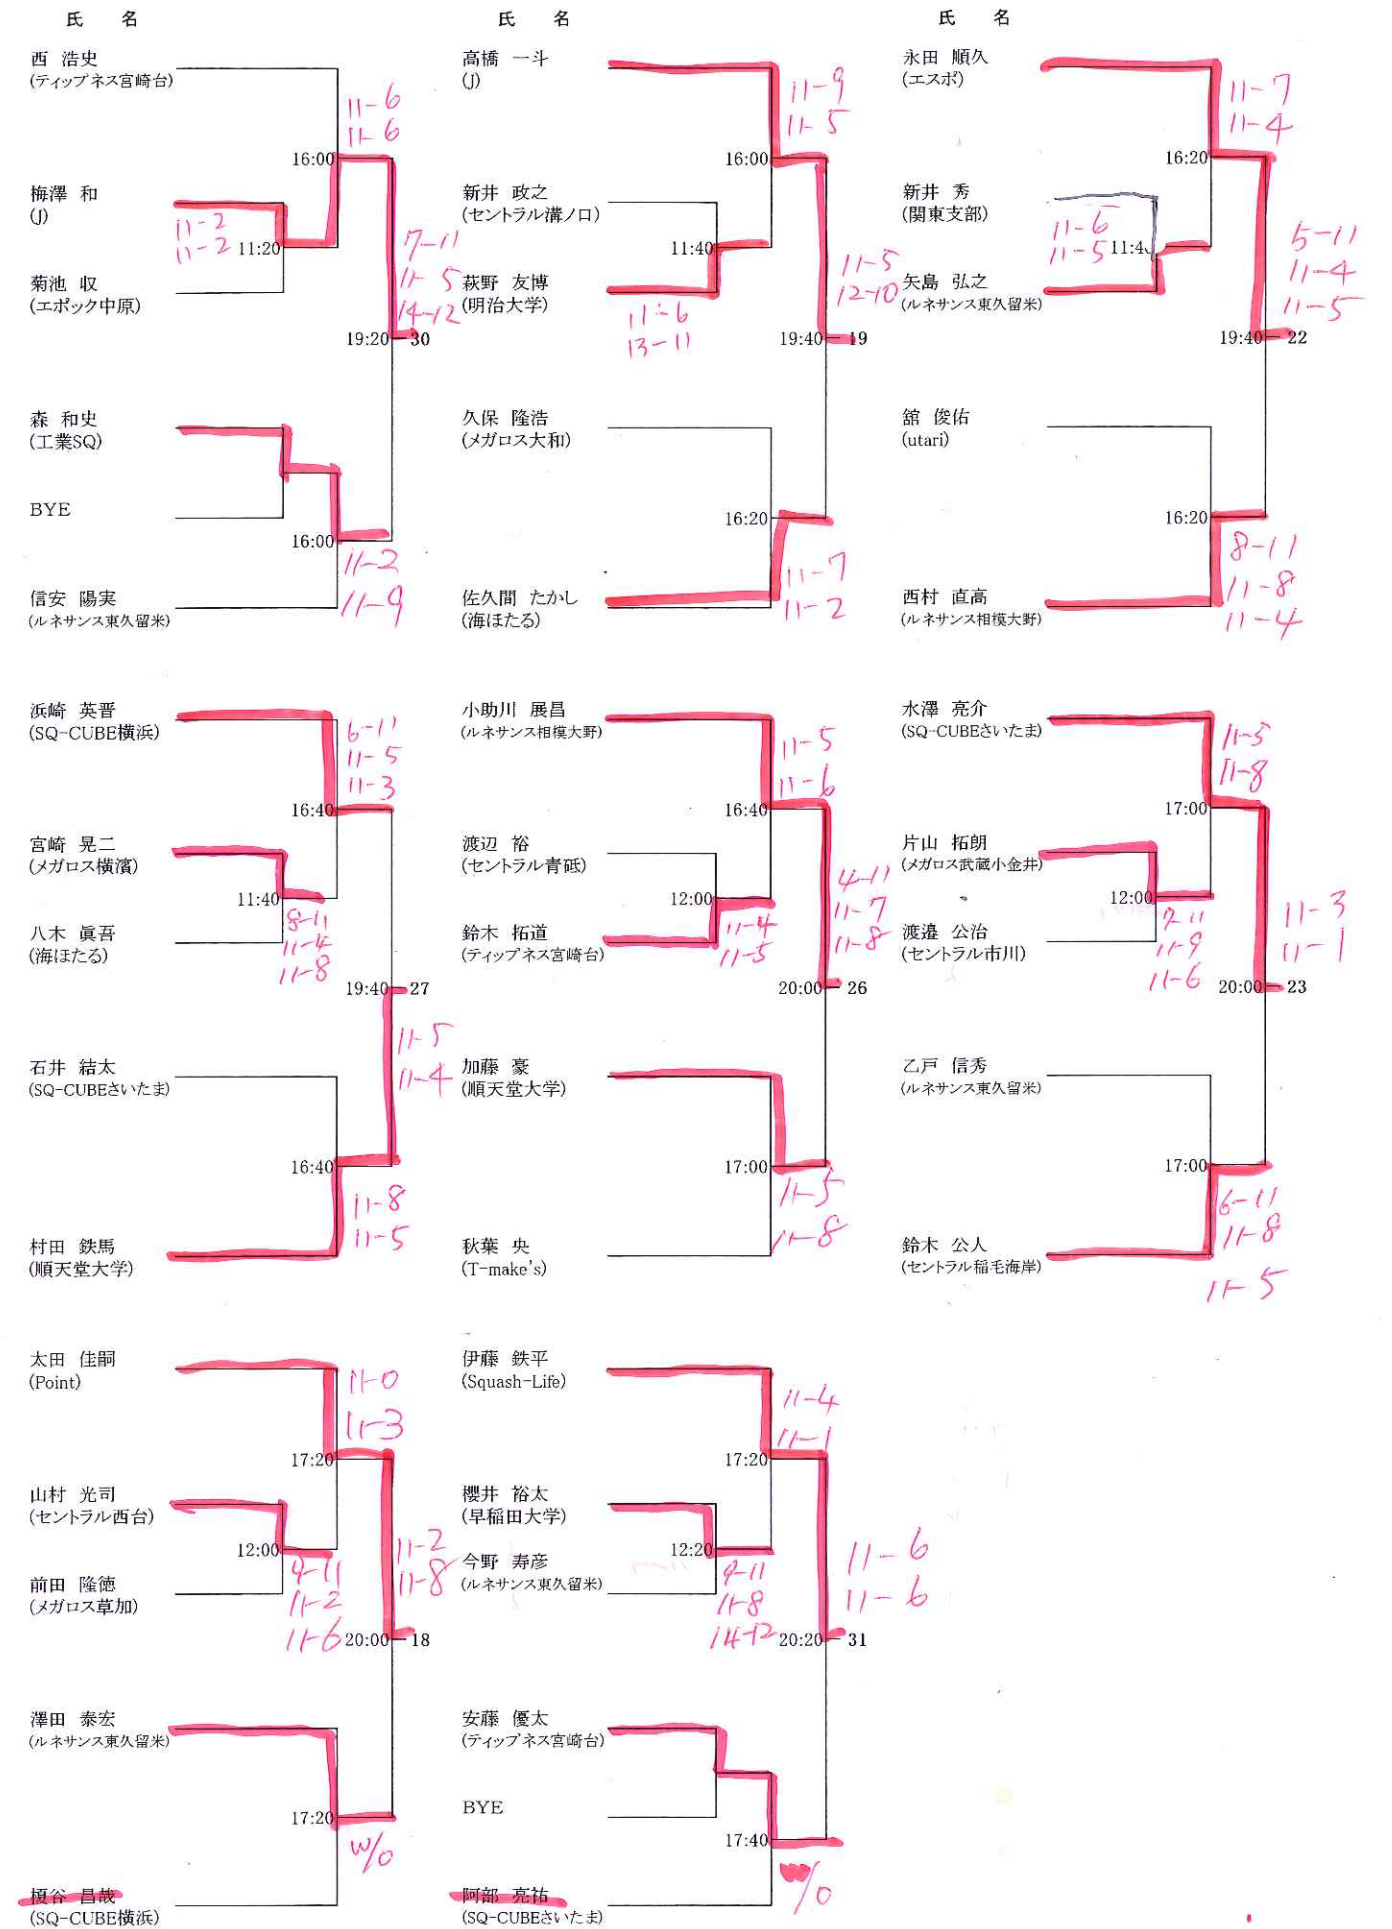 氏 名
西 浩史
(ティップネス宮崎台)
11-6
11-6
16:00
梅澤 和
(J)
11-2
11-2
11:20
菊池 収
(エポック中原)
7-11
11-5
14-12
19:20
30
森 和史
(工業SQ)
BYE
16:00
11-2
11-9
信安 陽実
(ルネサンス東久留米)
浜崎 英晋
(SQ-CUBE横浜)
6-11
11-5
11-3
16:40
宮崎 晃二
(メガロス横濱)
11:40
8-11
11-4
11-8
八木 眞吾
(海ほたる)
19:40
27
11-5
11-4
石井 結太
(SQ-CUBEさいたま)
16:40
11-8
11-5
村田 鉄馬
(順天堂大学)
太田 佳嗣
(Point)
11-0
11-3
17:20
山村 光司
(セントラル西台)
12:00
9-11
11-2
11-6
前田 隆徳
(メガロス草加)
11-2
11-8
20:00
18
澤田 泰宏
(ルネサンス東久留米)
17:20
W/O
榎谷 昌哉
(SQ-CUBE横浜)
氏 名
高橋 一斗
(J)
11-9
11-5
16:00
新井 政之
(セントラル溝ノ口)
11:40
萩野 友博
(明治大学)
11-6
13-11
11-5
12-10
19:40
19
久保 隆浩
(メガロス大和)
16:20
11-7
11-2
佐久間 たかし
(海ほたる)
小助川 展昌
(ルネサンス相模大野)
11-5
11-6
16:40
渡辺 裕
(セントラル青砥)
12:00
11-4
11-5
鈴木 拓道
(ティップネス宮崎台)
4-11
11-7
11-8
20:00
26
加藤 豪
(順天堂大学)
17:00
11-5
11-8
秋葉 央
(T-make's)
伊藤 鉄平
(Squash-Life)
11-4
11-1
17:20
櫻井 裕太
(早稲田大学)
12:20
9-11
11-8
14-12
今野 寿彦
(ルネサンス東久留米)
11-6
11-6
20:20
31
安藤 優太
(ティップネス宮崎台)
BYE
17:40
/O
阿部 亮祐
(SQ-CUBEさいたま)
氏 名
永田 順久
(エスポ)
11-7
11-4
16:20
新井 秀
(関東支部)
11-6
11-5
11:4
矢島 弘之
(ルネサンス東久留米)
5-11
11-4
11-5
19:40
22
舘 俊佑
(utari)
16:20
8-11
11-8
11-4
西村 直高
(ルネサンス相模大野)
水澤 亮介
(SQ-CUBEさいたま)
11-5
11-8
17:00
片山 拓朗
(メガロス武蔵小金井)
12:00
7-11
11-9
11-6
渡邉 公治
(セントラル市川)
11-3
11-1
20:00
23
乙戸 信秀
(ルネサンス東久留米)
17:00
6-11
11-8
11-5
鈴木 公人
(セントラル稲毛海岸)